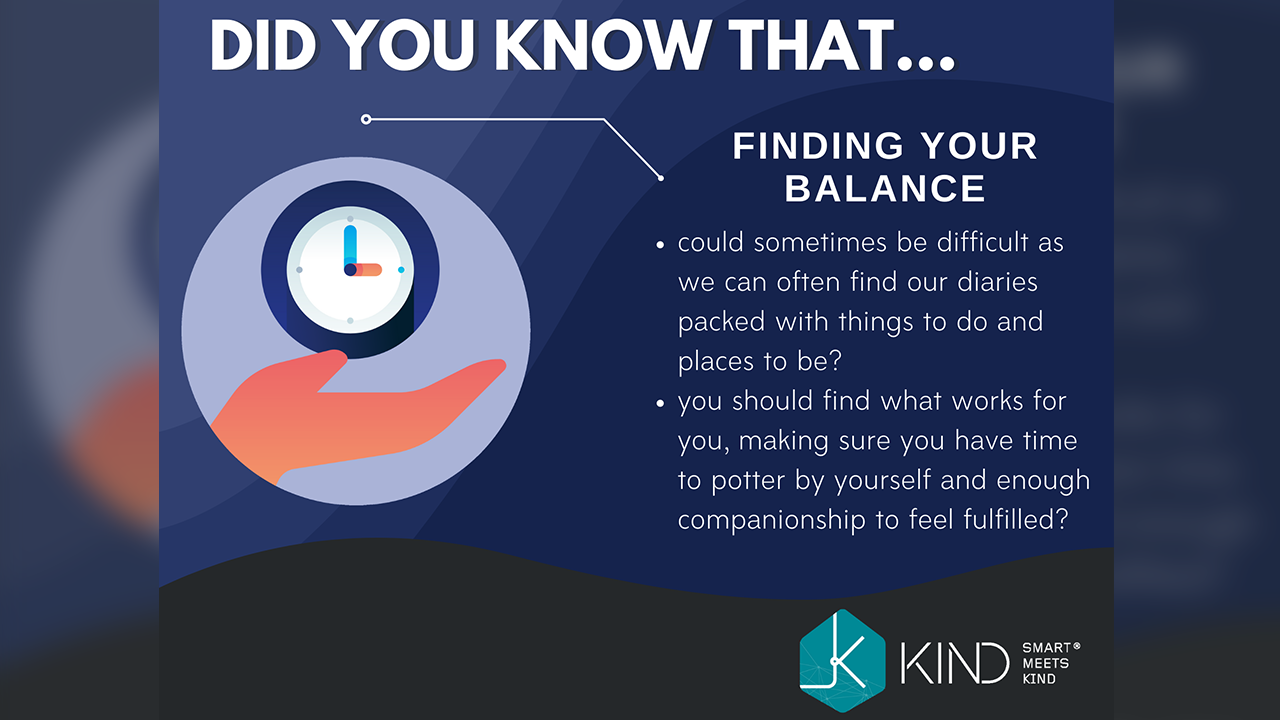 DID YOU KNOW THAT...
FINDING YOUR
BALANCE
• could sometimes be difficult as
we can often find our diaries
packed with things to do and
places to be?
• you should find what works for
you, making sure you have time
to potter by yourself and enough
companionship to feel fulfilled?
K KIND
SMART®
MEETS
KIND